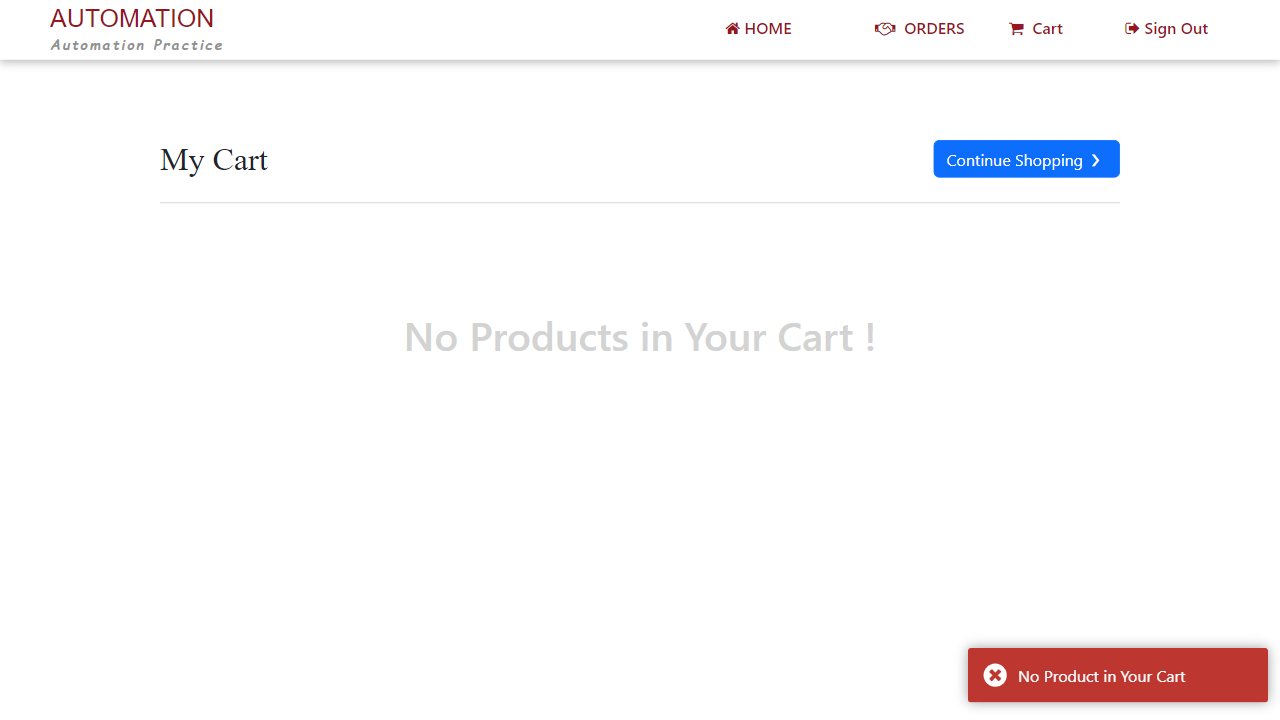 AUTOMATION
Automation Practice
HOME
ORDERS
Cart
Sign Out
My Cart
Continue Shopping ❯
No Products in Your Cart !
No Product in Your Cart